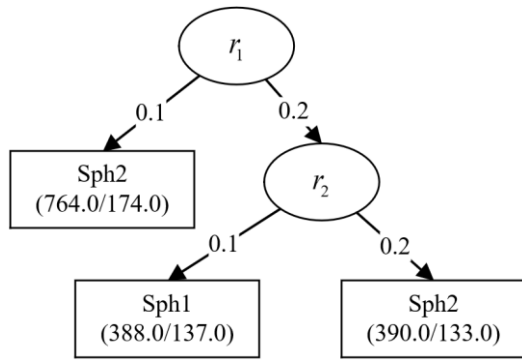 r₁
0.1
0.2
Sph2
(764.0/174.0)
r₂
0.1
0.2
Sph1
(388.0/137.0)
Sph2
(390.0/133.0)